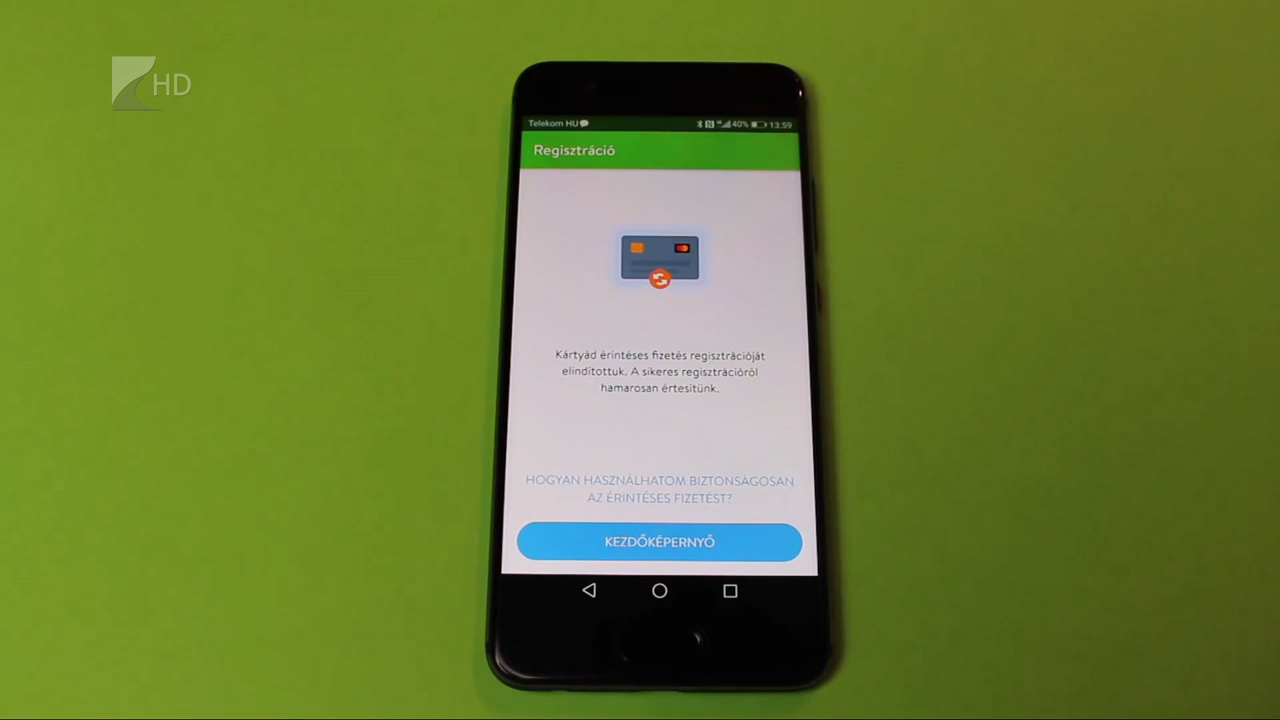 HD
Telekom HU
40% 13:59
Regisztráció
Kártyád érintéses fizetés regisztrációját
elindítottuk. A sikeres regisztrációról
hamarosan értesítünk.
HOGYAN HASZNÁLHATOM BIZTONSÁGOSAN
AZ ÉRINTÉSES FIZETÉST?
KEZDŐKÉPERNYŐ